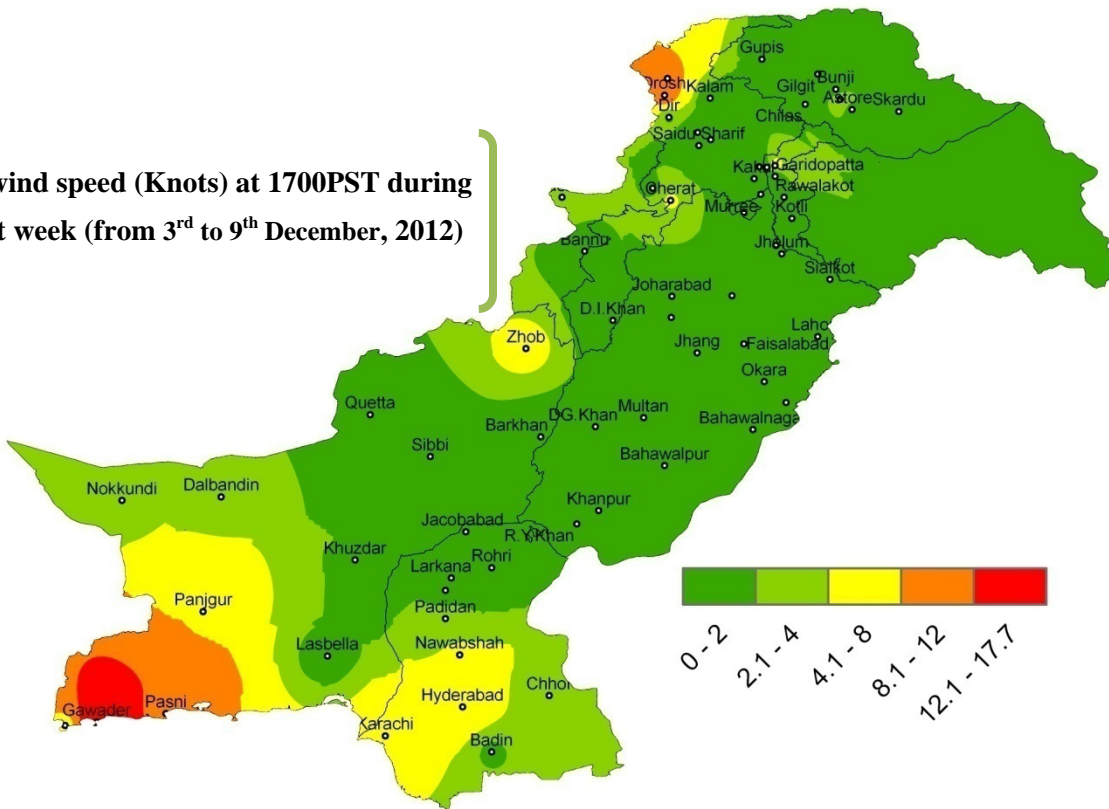 wind speed (Knots) at 1700PST during
t week (from 3rd to 9th December, 2012)
Gupis
Bunji
Gilgit
Drosh
Kalam
Astore
Skardu
Dir
Chilas
Saidu Sharif
Garidopatta
Cherat
Rawalakot
Murree
Kotli
Bannu
Jhelum
Sialkot
Joharabad
D.I.Khan
Zhob
Laho
Jhang
Faisalabad
Okara
Quetta
D.G.Khan
Multan
Barkhan
Bahawalnaga
Sibbi
Bahawalpur
Nokkundi
Dalbandin
Khanpur
Jacobabad
R.Y.Khan
Khuzdar
Rohri
Larkana
Panjgur
Padidan
Lasbella
Nawabshah
Hyderabad
Chhor
Gawader
Pasni
Karachi
Badin
0 - 2
2.1 - 4
4.1 - 8
8.1 - 12
12.1 - 17.7